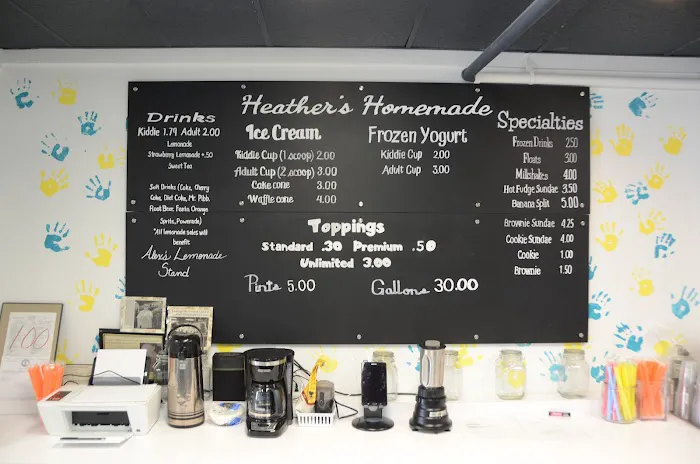 Heather's Homemade
Drinks
Kiddie 1.79 Adult 2.00
Lemonade
Strawberry Lemonade +.50
Sweet Tea
Soft Drinks (Coke, Cherry
Coke, Diet Coke, Mr. Pibb,
Root Beer, Fanta Orange
Sprite, Powerade)
*All lemonade sales will
benefit
Alex's Lemonade
Stand
Ice Cream
Kiddie Cup (1 scoop) 2.00
Adult Cup (2 scoop) 3.00
Cake cone 3.00
Waffle cone 4.00
Frozen Yogurt
Kiddie Cup 2.00
Adult Cup 3.00
Toppings
Standard .30 Premium .50
Unlimited 3.00
Pints 5.00
Gallons 30.00
Specialties
Frozen Drinks 2.50
Floats 3.00
Milkshakes 4.00
Hot Fudge Sundae 3.50
Banana Split 5.00
Brownie Sundae 4.25
Cookie Sundae 4.00
Cookie 1.00
Brownie 1.50
100